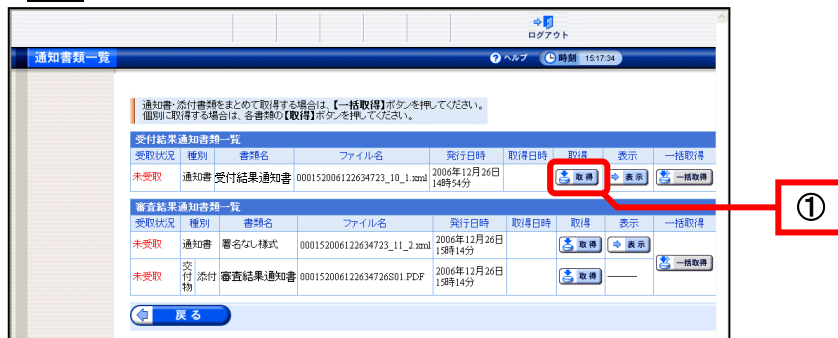 ログアウト
通知書類一覧
? ヘルプ 時刻 15:17:34
通知書・添付書類をまとめて取得する場合は、【一括取得】ボタンを押してください。
個別に取得する場合は、各書類の【取得】ボタンを押してください。
受付結果通知書類一覧
受取状況 種別 書類名 ファイル名 発行日時 取得日時 取得 表示 一括取得
未受取 通知書 受付結果通知書 000152006122634723_10_1.xml 2006年12月26日 取得 表示 一括取得
14時54分
①
審査結果通知書類一覧
受取状況 種別 書類名 ファイル名 発行日時 取得日時 取得 表示 一括取得
未受取 通知書 署名なし様式 000152006122634723_11_2.xml 2006年12月26日 取得 表示 一括取得
15時14分
未受取 交付物 添付 審査結果通知書 000152006122634726S01.PDF 2006年12月26日 取得 ―――
15時14分
戻る